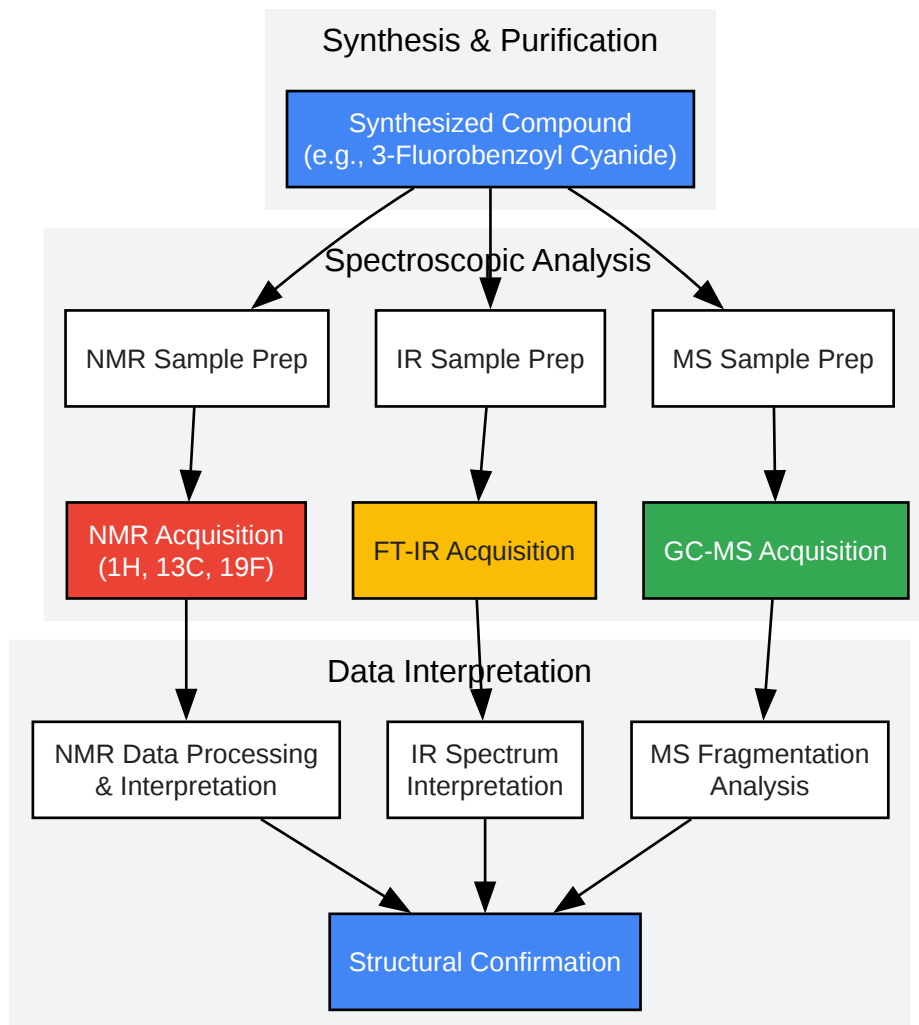 Synthesis & Purification
Synthesized Compound
(e.g., 3-Fluorobenzoyl Cyanide)
Spectroscopic Analysis
NMR Sample Prep
IR Sample Prep
MS Sample Prep
NMR Acquisition
(1H, 13C, 19F)
FT-IR Acquisition
GC-MS Acquisition
Data Interpretation
NMR Data Processing
& Interpretation
IR Spectrum
Interpretation
MS Fragmentation
Analysis
Structural Confirmation